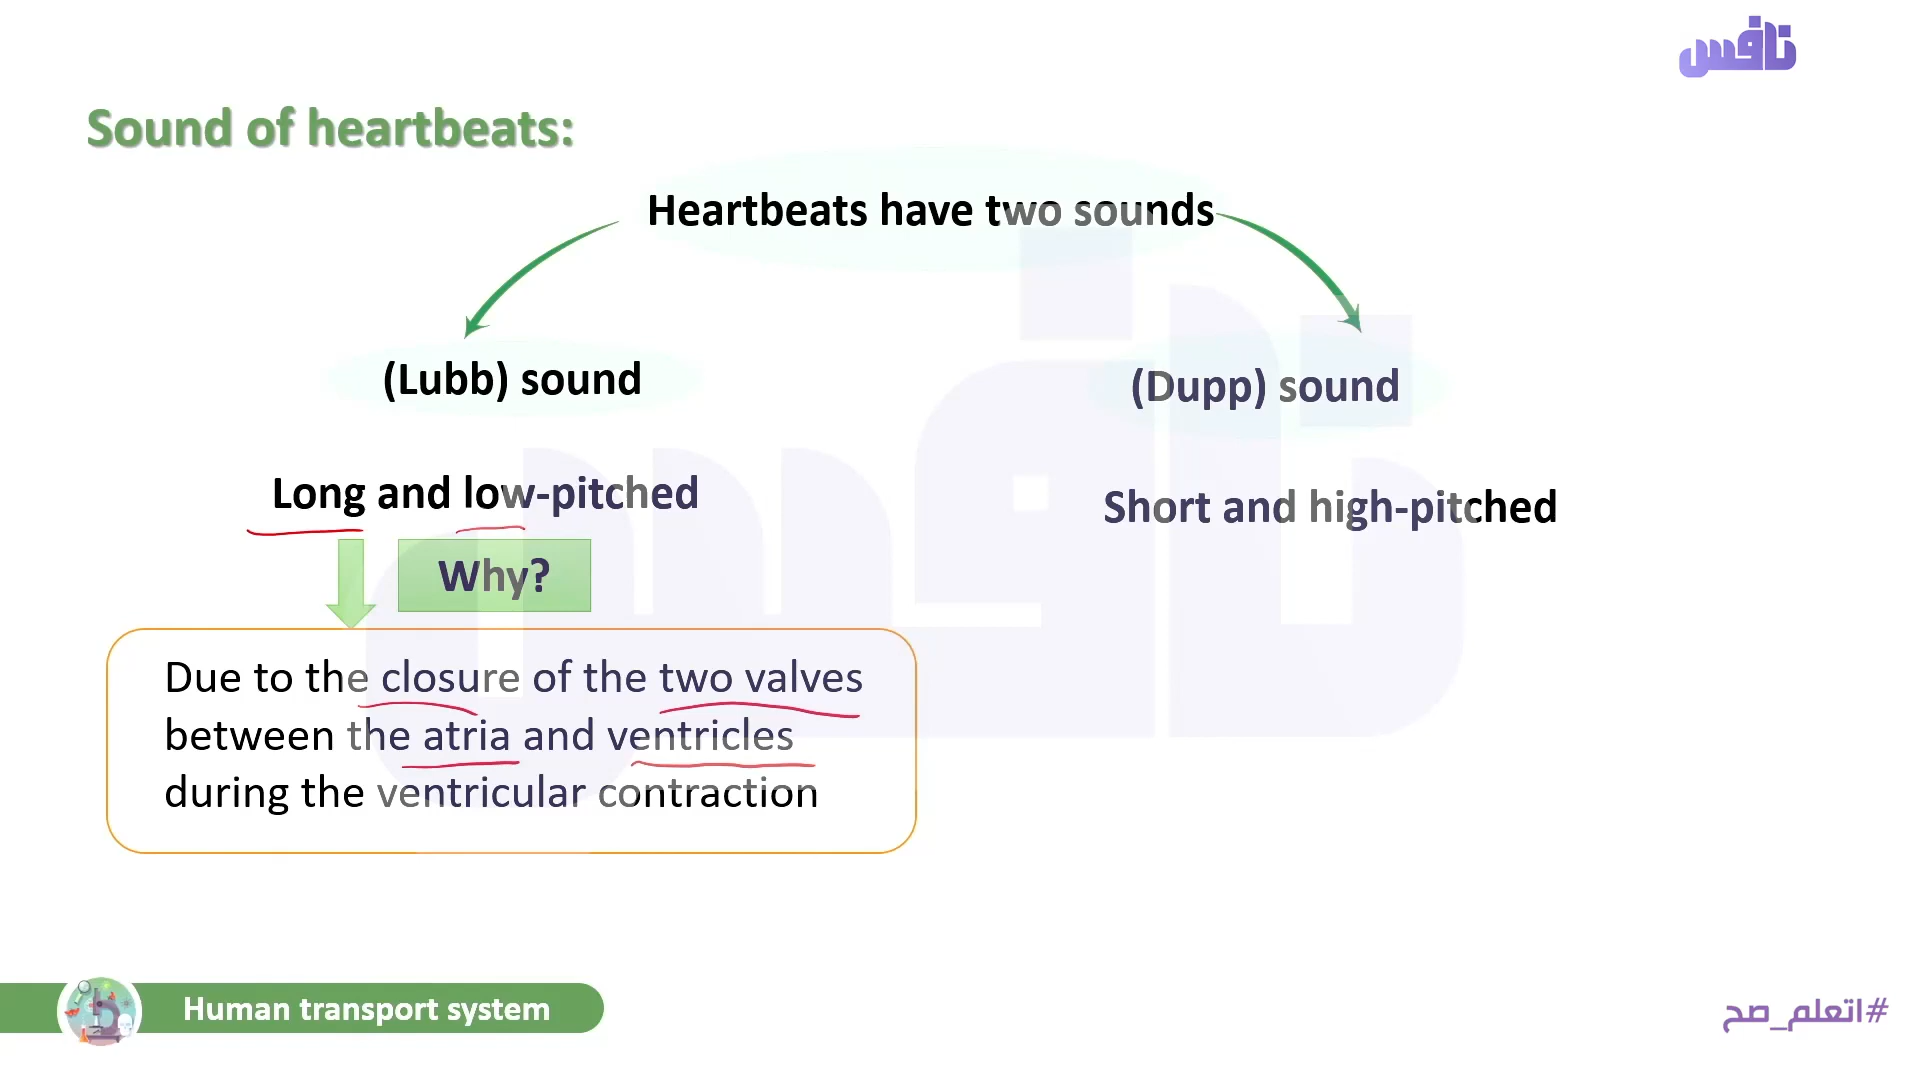 نافس
Sound of heartbeats:
Heartbeats have two sounds
(Lubb) sound
(Dupp) sound
Long and low-pitched
Short and high-pitched
Why?
Due to the closure of the two valves
between the atria and ventricles
during the ventricular contraction
Human transport system
#اتعلم_صح